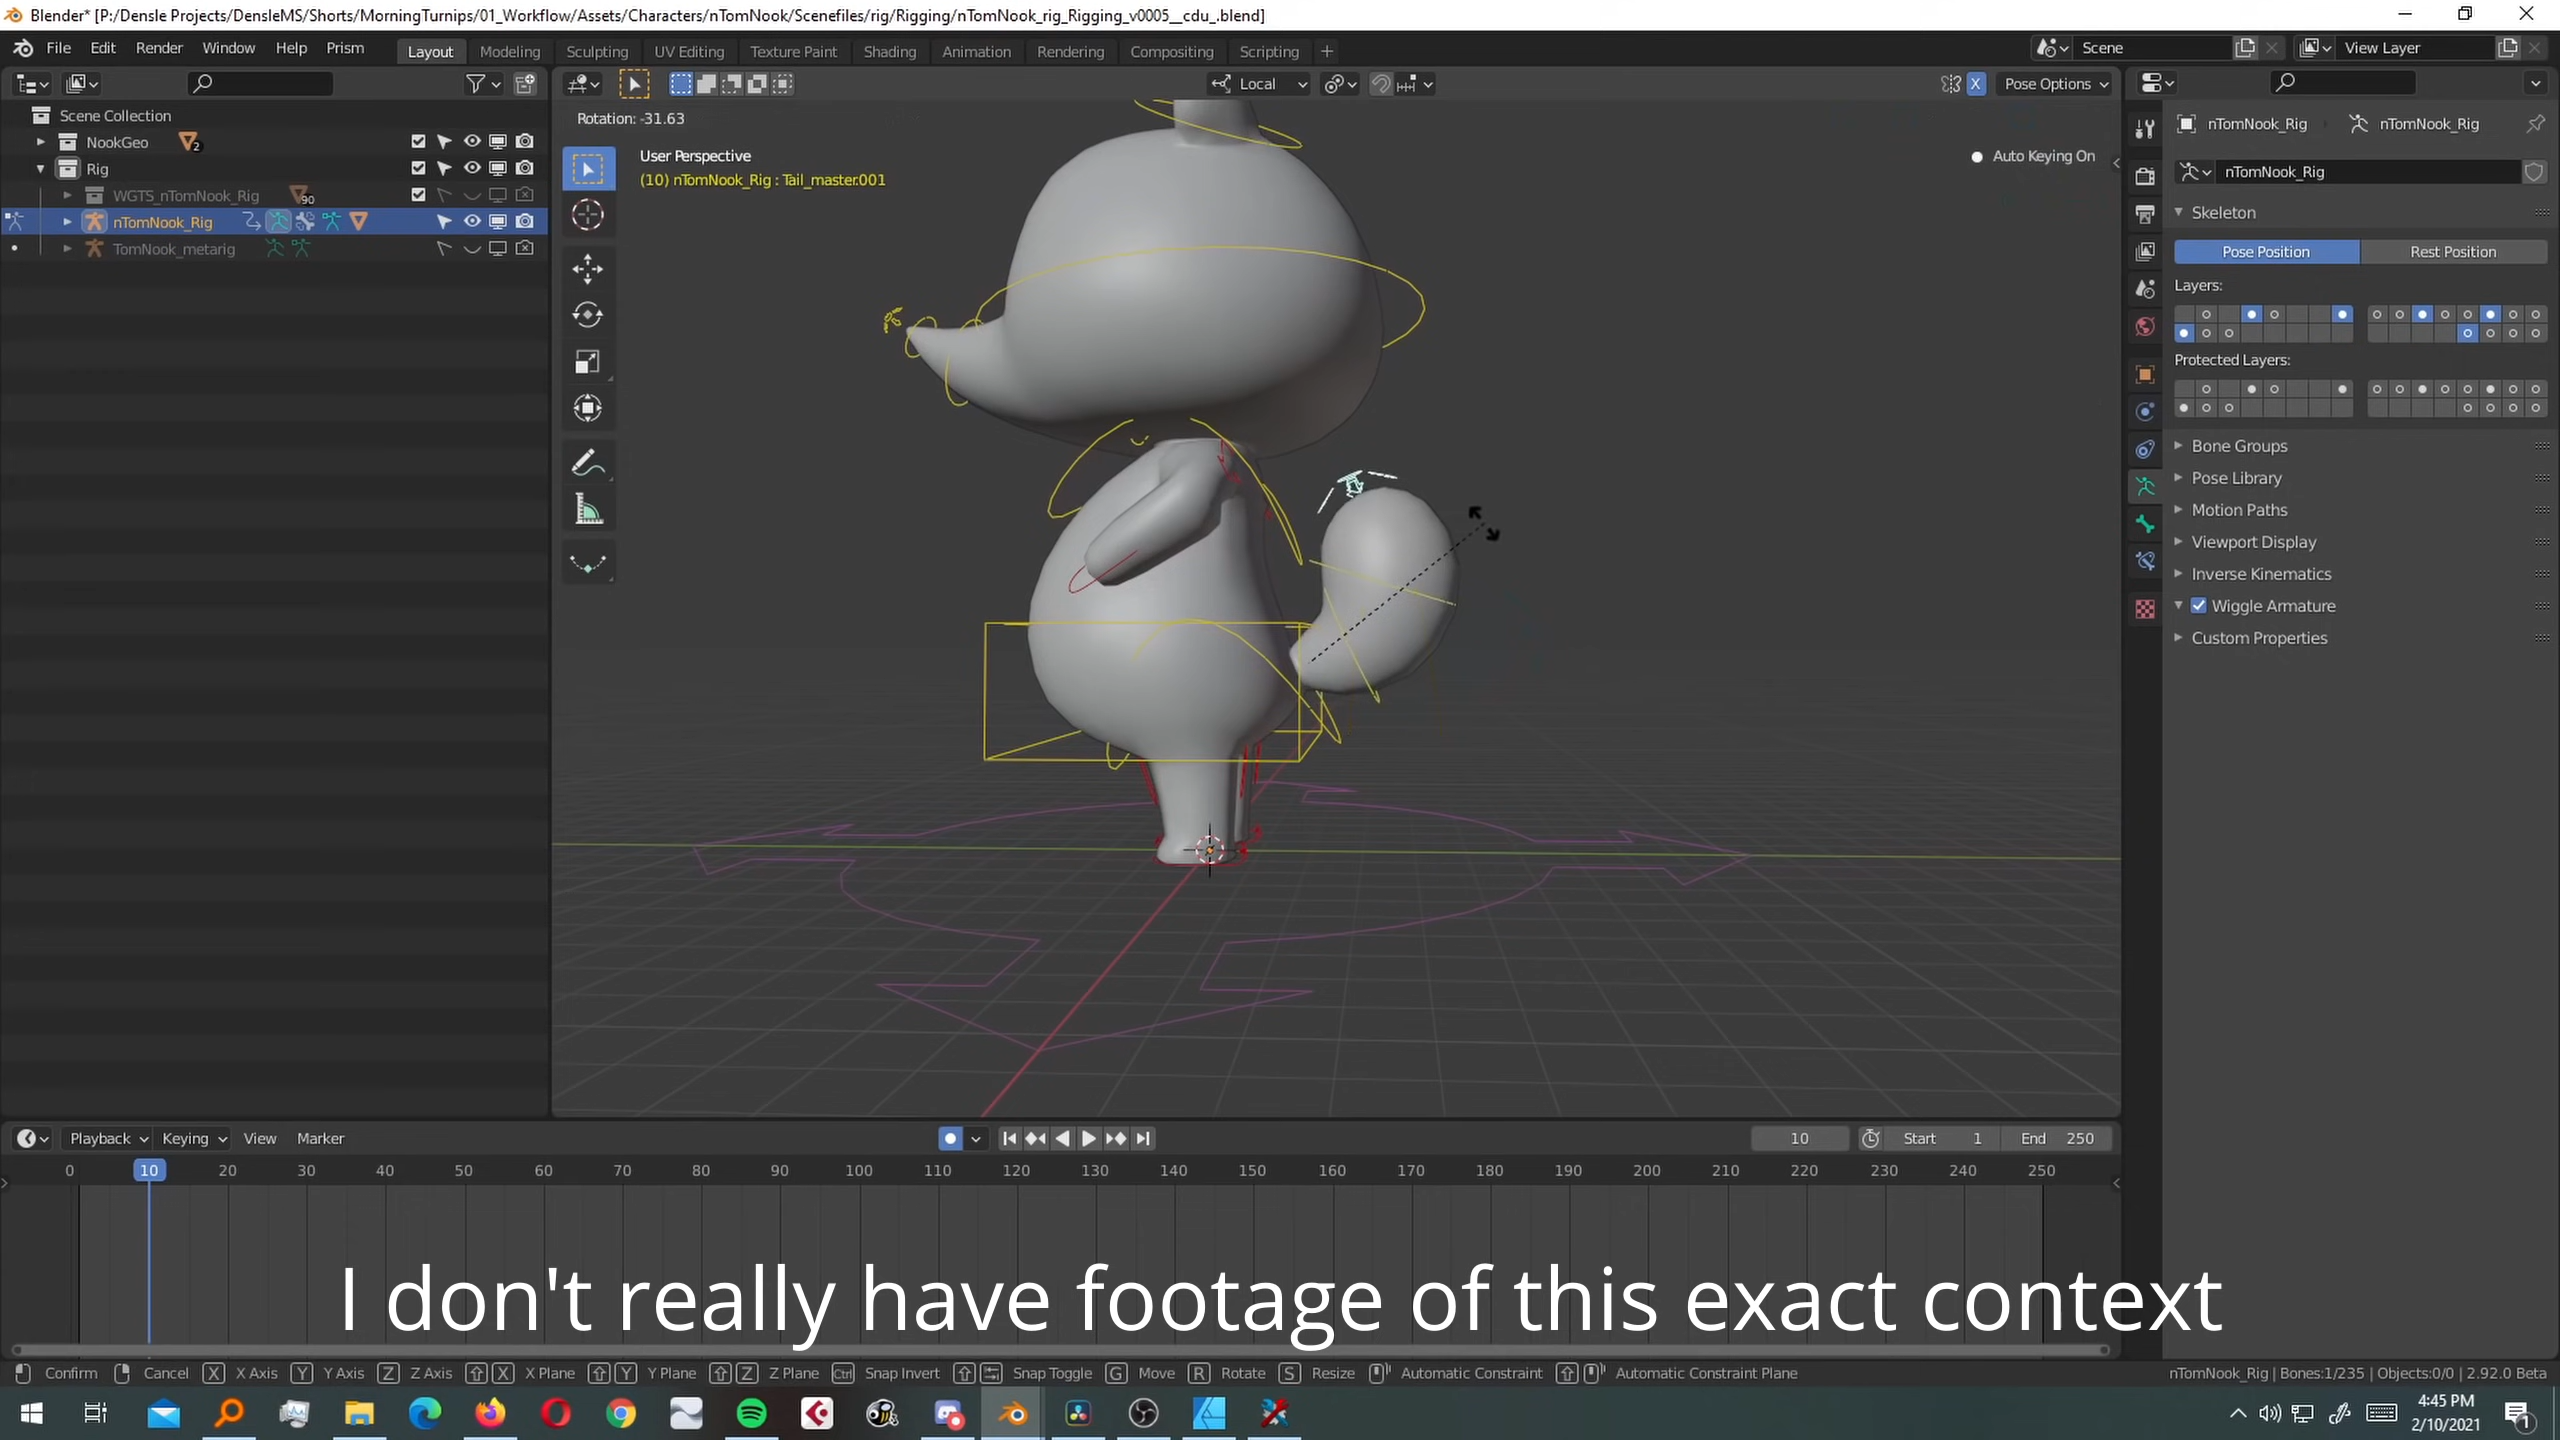 Blender* [P:/Densle Projects/DensleMS/Shorts/MorningTurnips/01_Workflow/Assets/Characters/nTomNook/Scenefiles/rig/Rigging/nTomNook_rig_Rigging_v0005__cdu_.blend]
File Edit Render Window Help Prism Layout Modeling Sculpting UV Editing Texture Paint Shading Animation Rendering Compositing Scripting + Scene View Layer
Local X Pose Options
Scene Collection
NookGeo 2
Rig
WGTS_nTomNook_Rig 90
nTomNook_Rig
TomNook_metarig
Rotation: -31.63
User Perspective
(10) nTomNook_Rig : Tail_master.001
Auto Keying On
nTomNook_Rig nTomNook_Rig
nTomNook_Rig
Skeleton
Pose Position Rest Position
Layers:
Protected Layers:
Bone Groups
Pose Library
Motion Paths
Viewport Display
Inverse Kinematics
Wiggle Armature
Custom Properties
Playback Keying View Marker 10 Start 1 End 250
0 10 20 30 40 50 60 70 80 90 100 110 120 130 140 150 160 170 180 190 200 210 220 230 240 250
I don't really have footage of this exact context
Confirm Cancel X X Axis Y Y Axis Z Z Axis X X Plane Y Y Plane Z Z Plane Ctrl Snap Invert Snap Toggle G Move R Rotate S Resize Automatic Constraint Automatic Constraint Plane nTomNook_Rig | Bones:1/235 | Objects:0/0 | 2.92.0 Beta
4:45 PM
2/10/2021
1